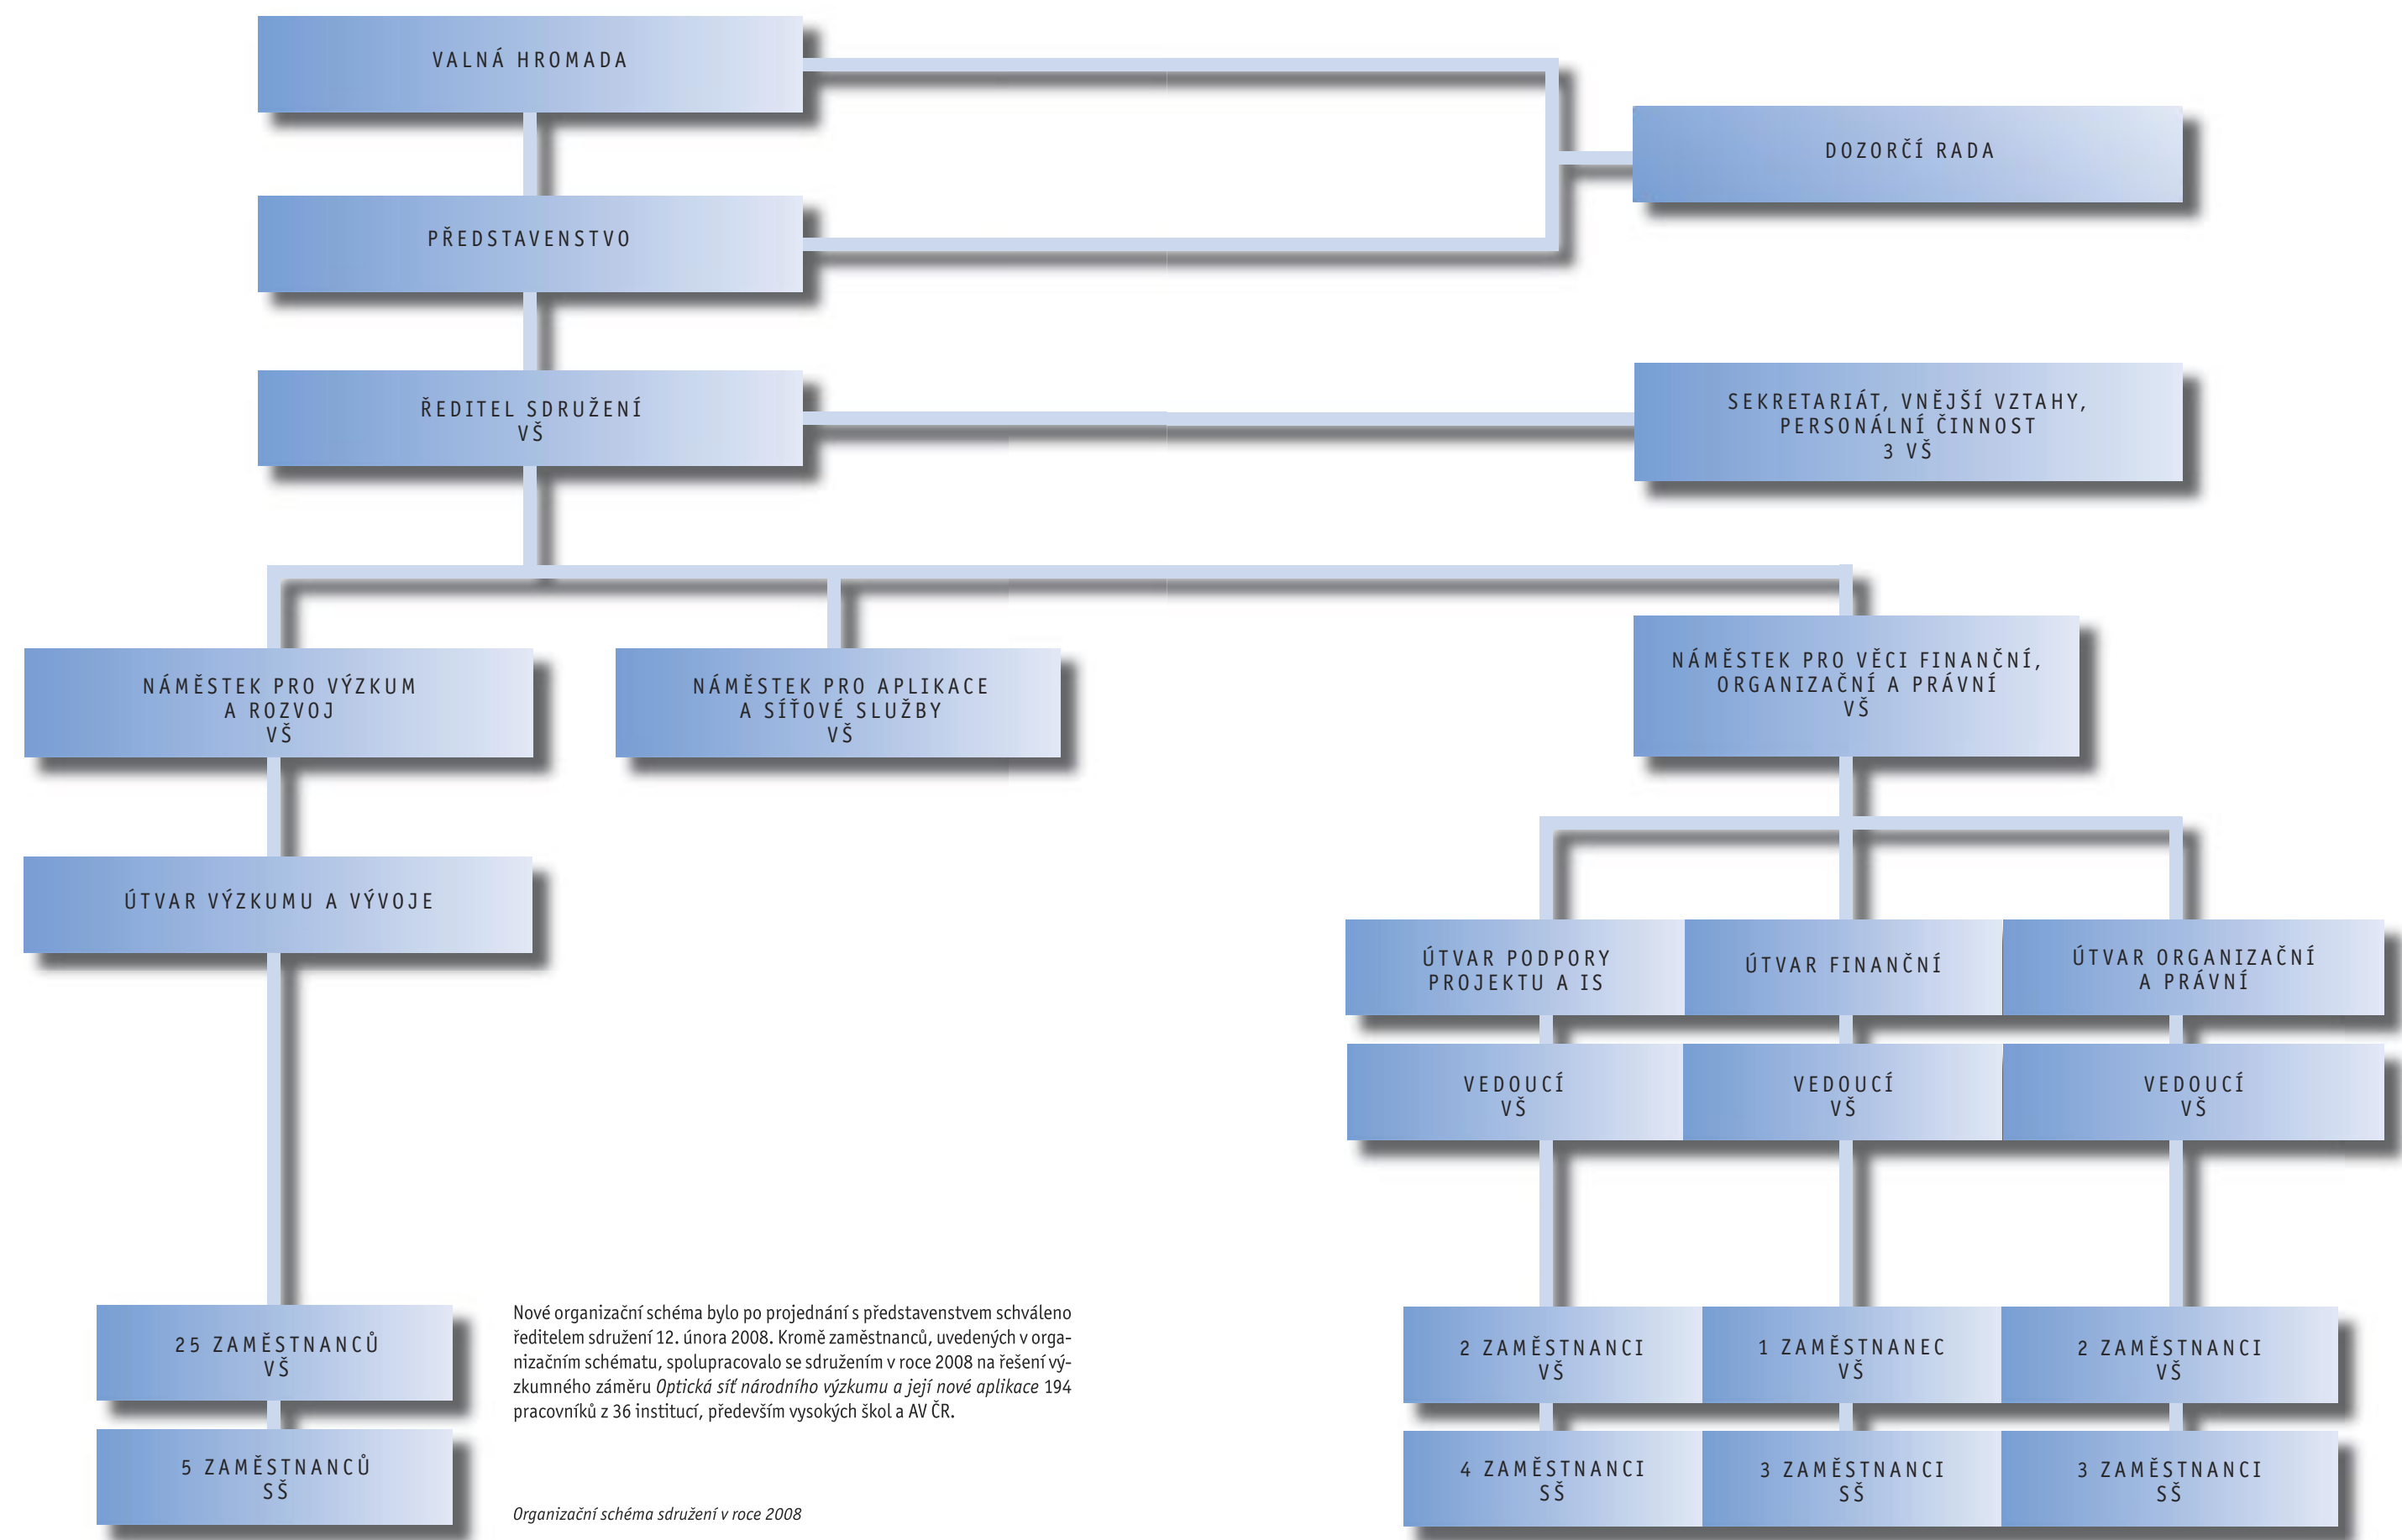 VALNÁ HROMADA
DOZORČÍ RADA
PŘEDSTAVENSTVO
ŘEDITEL SDRUŽENÍ
VŠ
SEKRETARIÁT, VNĚJŠÍ VZTAHY,
PERSONÁLNÍ ČINNOST
3 VŠ
NÁMĚSTEK PRO VÝZKUM
A ROZVOJ
VŠ
NÁMĚSTEK PRO APLIKACE
A SÍŤOVÉ SLUŽBY
VŠ
NÁMĚSTEK PRO VĚCI FINANČNÍ,
ORGANIZAČNÍ A PRÁVNÍ
VŠ
ÚTVAR VÝZKUMU A VÝVOJE
ÚTVAR PODPORY
PROJEKTU A IS
ÚTVAR FINANČNÍ
ÚTVAR ORGANIZAČNÍ
A PRÁVNÍ
VEDOUCÍ
VŠ
VEDOUCÍ
VŠ
VEDOUCÍ
VŠ
25 ZAMĚSTNANCŮ
VŠ
5 ZAMĚSTNANCŮ
SŠ
Nové organizační schéma bylo po projednání s představenstvem schváleno
ředitelem sdružení 12. února 2008. Kromě zaměstnanců, uvedených v orga-
nizačním schématu, spolupracovalo se sdružením v roce 2008 na řešení vý-
zkumného záměru Optická síť národního výzkumu a její nové aplikace 194
pracovníků z 36 institucí, především vysokých škol a AV ČR.
Organizační schéma sdružení v roce 2008
2 ZAMĚSTNANCI
VŠ
1 ZAMĚSTNANEC
VŠ
2 ZAMĚSTNANCI
VŠ
4 ZAMĚSTNANCI
SŠ
3 ZAMĚSTNANCI
SŠ
3 ZAMĚSTNANCI
SŠ